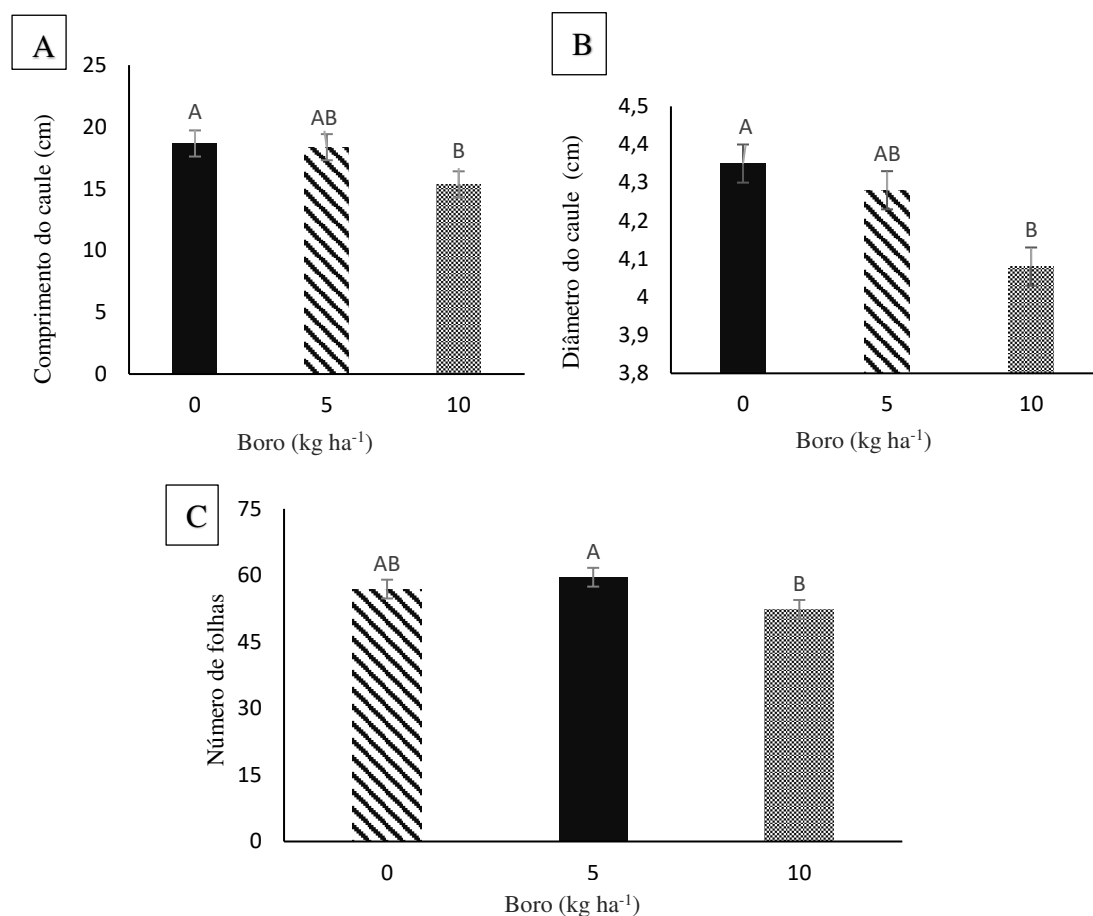 A
Comprimento do caule (cm)
25
20
15
10
5
0
A
AB
B
0 5 10
Boro (kg ha⁻¹)
B
Diâmetro do caule (cm)
4,5
4,4
4,3
4,2
4,1
4
3,9
3,8
A
AB
B
0 5 10
Boro (kg ha⁻¹)
C
Número de folhas
75
60
45
30
15
0
AB
A
B
0 5 10
Boro (kg ha⁻¹)